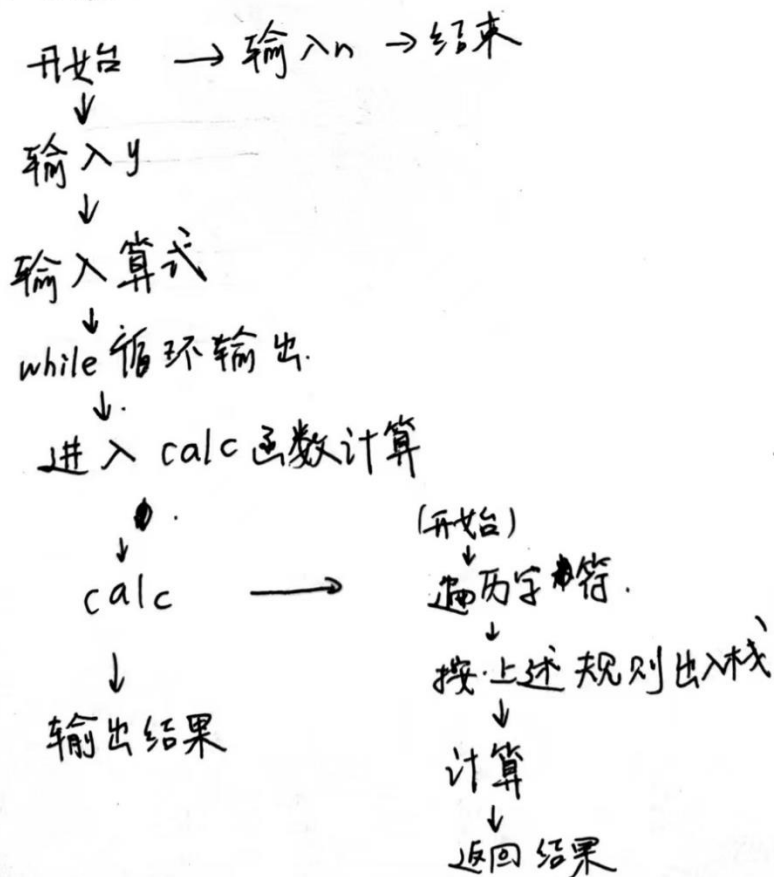 开始 → 输入n → 结束
↓
输入y
↓
输入算式
↓
while循环输出.
↓.
进入calc函数计算
↓
calc →
↓
输出结果
(开始)
↓
遍历字符.
↓
按上述规则出入栈
↓
计算
↓
返回结果